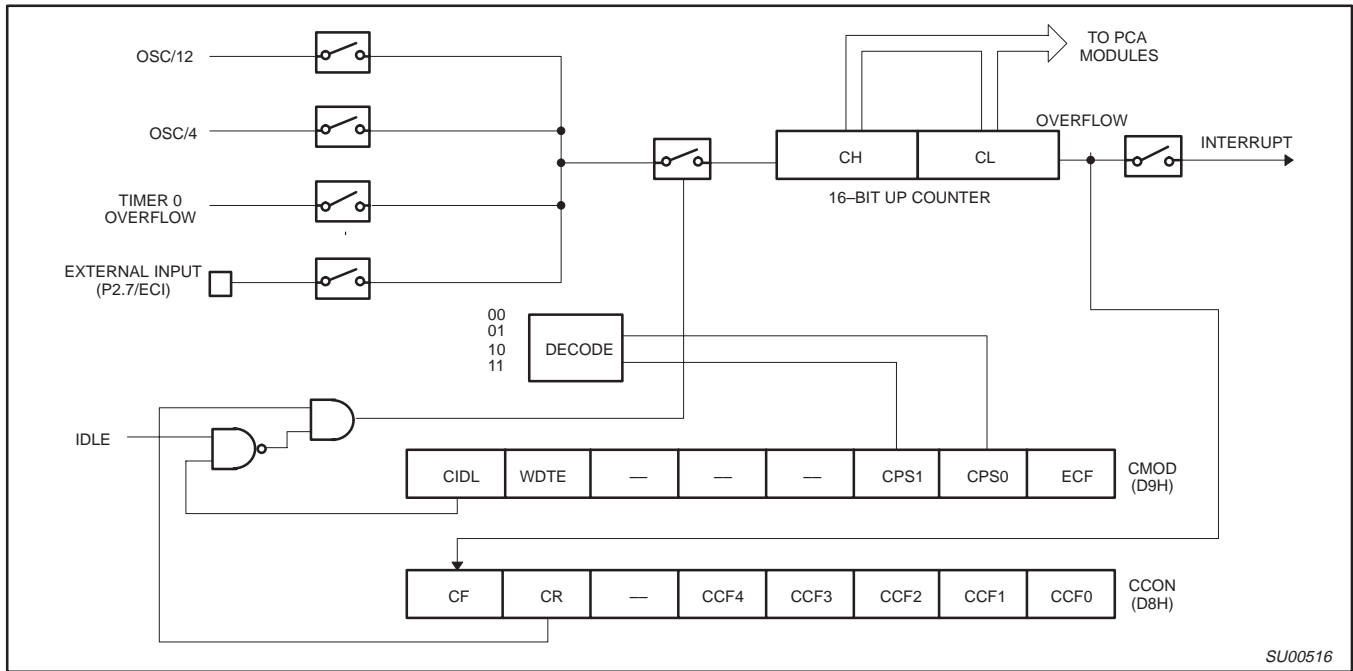 OSC/12
OSC/4
TIMER 0
OVERFLOW
EXTERNAL INPUT
(P2.7/ECI)
TO PCA
MODULES
OVERFLOW
INTERRUPT
CH
CL
16–BIT UP COUNTER
00
01
10
11
DECODE
IDLE
CIDL WDTE –– –– –– CPS1 CPS0 ECF
CMOD
(D9H)
CF CR –– CCF4 CCF3 CCF2 CCF1 CCF0
CCON
(D8H)
SU00516